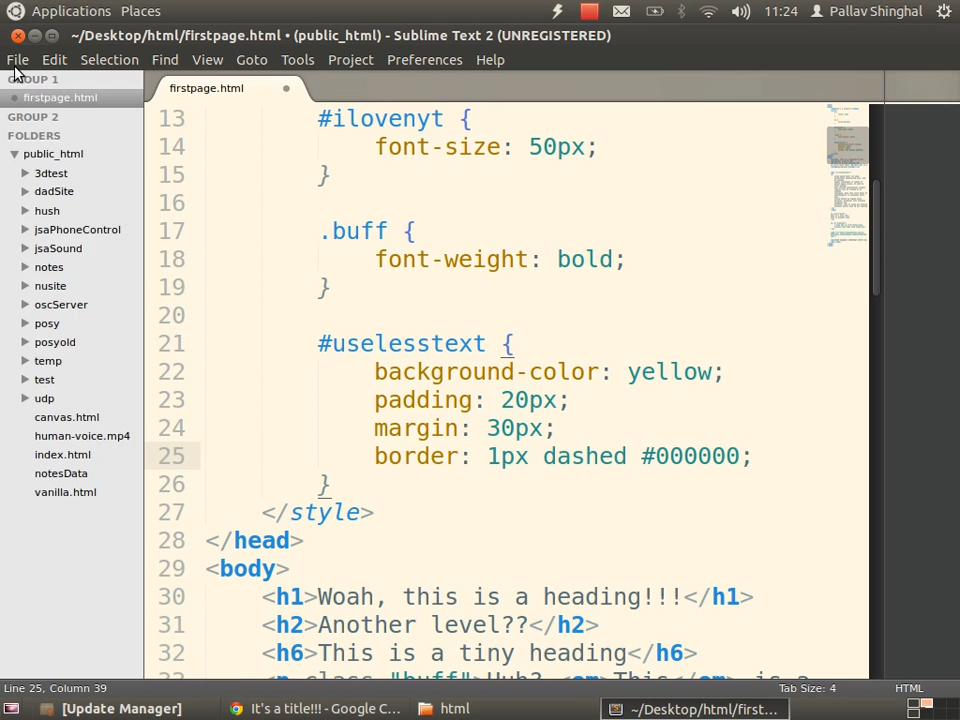 Applications Places 11:24 Pallav Shinghal
~/Desktop/html/firstpage.html • (public_html) - Sublime Text 2 (UNREGISTERED)
File Edit Selection Find View Goto Tools Project Preferences Help
GROUP 1
firstpage.html
GROUP 2
FOLDERS
public_html
3dtest
dadSite
hush
jsaPhoneControl
jsaSound
notes
nusite
oscServer
posy
posyold
temp
test
udp
canvas.html
human-voice.mp4
index.html
notesData
vanilla.html
firstpage.html
13 #ilovenyt {
14 font-size: 50px;
15 }
16
17 .buff {
18 font-weight: bold;
19 }
20
21 #uselesstext {
22 background-color: yellow;
23 padding: 20px;
24 margin: 30px;
25 border: 1px dashed #000000;
26 }
27 </style>
28 </head>
29 <body>
30 <h1>Woah, this is a heading!!!</h1>
31 <h2>Another level??</h2>
32 <h6>This is a tiny heading</h6>
Line 25, Column 39 Tab Size: 4 HTML
[Update Manager] It's a title!!! - Google C... html ~/Desktop/html/first...